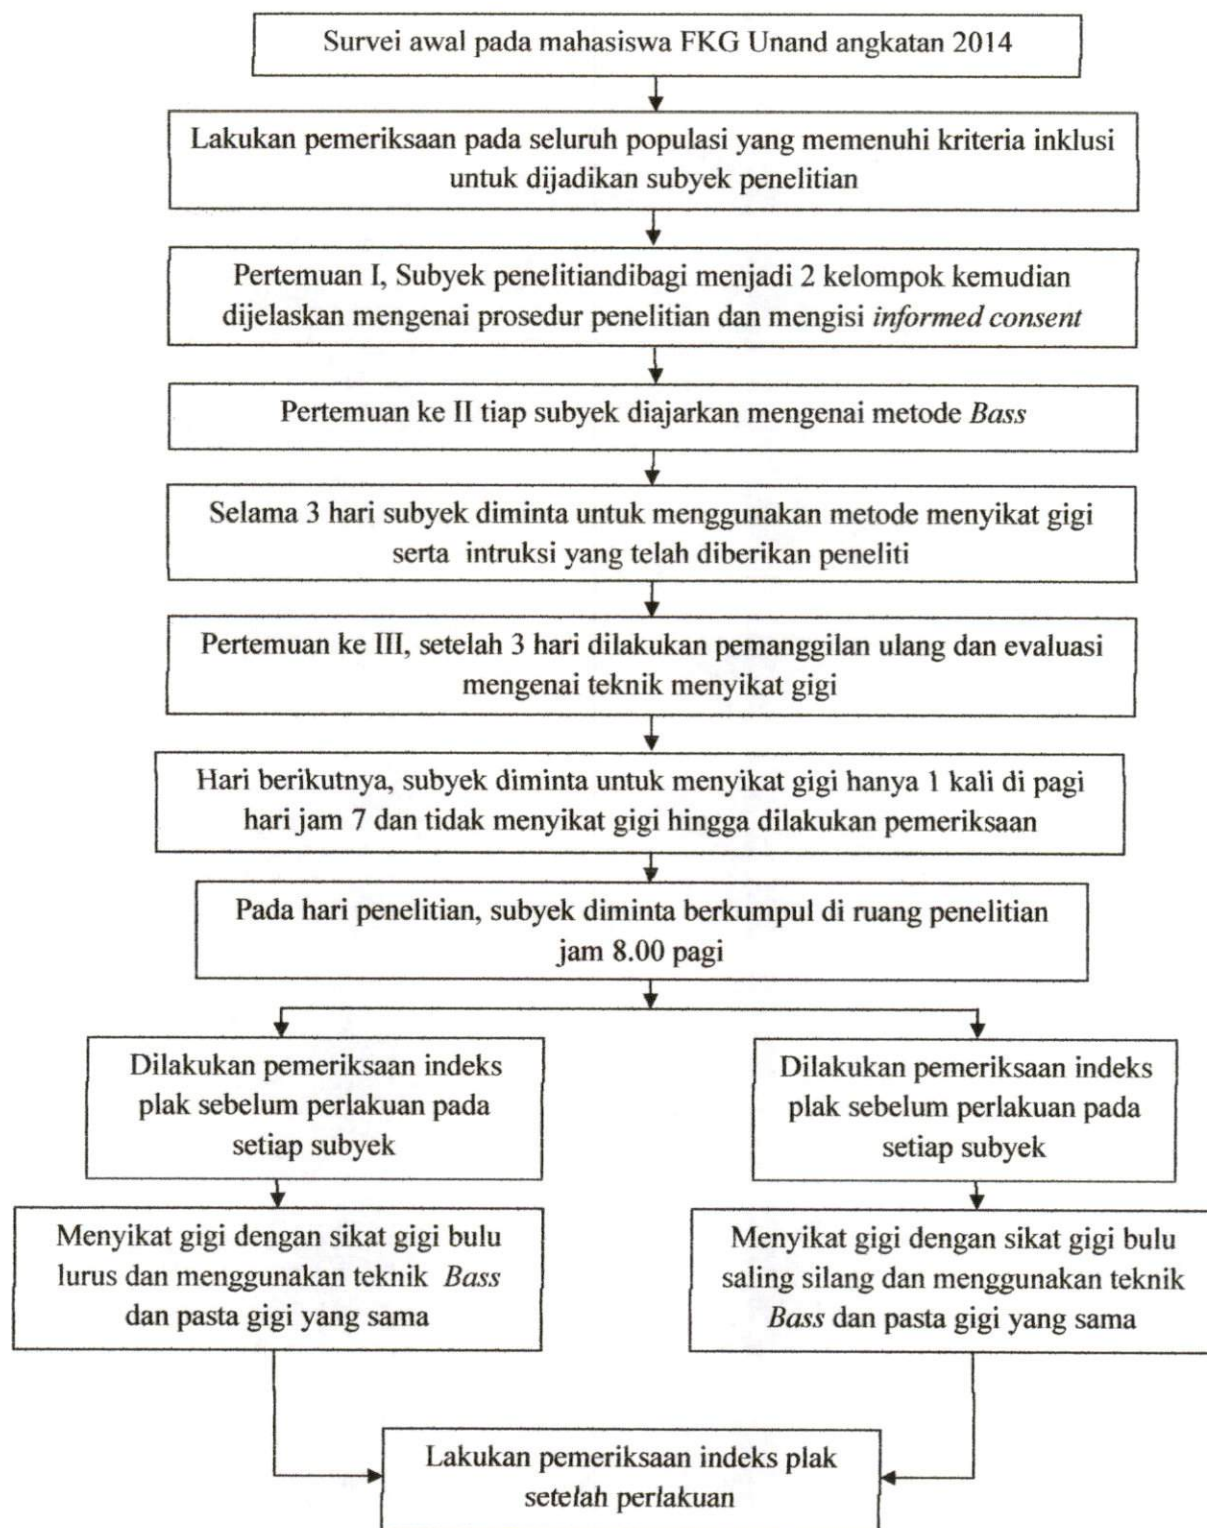 Survei awal pada mahasiswa FKG Unand angkatan 2014
Lakukan pemeriksaan pada seluruh populasi yang memenuhi kriteria inklusi
untuk dijadikan subyek penelitian
Pertemuan I, Subyek penelitiandibagi menjadi 2 kelompok kemudian
dijelaskan mengenai prosedur penelitian dan mengisi informed consent
Pertemuan ke II tiap subyek diajarkan mengenai metode Bass
Selama 3 hari subyek diminta untuk menggunakan metode menyikat gigi
serta intruksi yang telah diberikan peneliti
Pertemuan ke III, setelah 3 hari dilakukan pemanggilan ulang dan evaluasi
mengenai teknik menyikat gigi
Hari berikutnya, subyek diminta untuk menyikat gigi hanya 1 kali di pagi
hari jam 7 dan tidak menyikat gigi hingga dilakukan pemeriksaan
Pada hari penelitian, subyek diminta berkumpul di ruang penelitian
jam 8.00 pagi
Dilakukan pemeriksaan indeks
plak sebelum perlakuan pada
setiap subyek
Dilakukan pemeriksaan indeks
plak sebelum perlakuan pada
setiap subyek
Menyikat gigi dengan sikat gigi bulu
lurus dan menggunakan teknik Bass
dan pasta gigi yang sama
Menyikat gigi dengan sikat gigi bulu
saling silang dan menggunakan teknik
Bass dan pasta gigi yang sama
Lakukan pemeriksaan indeks plak
setelah perlakuan